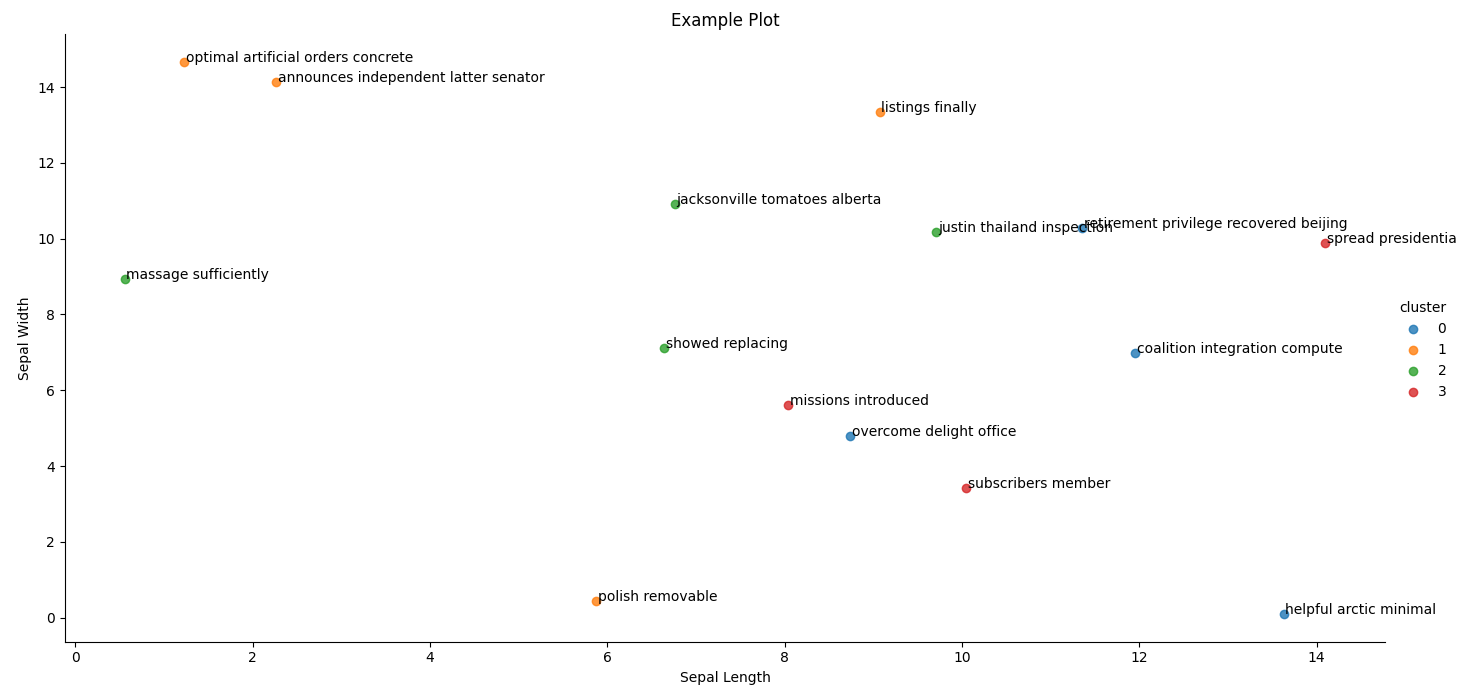 Example Plot
optimal artificial orders concrete
announces independent latter senator
listings finally
jacksonville tomatoes alberta
justin thailand inspection
retirement privilege recovered beijing
spread presidentia
massage sufficiently
showed replacing
coalition integration compute
missions introduced
overcome delight office
subscribers member
polish removable
helpful arctic minimal
cluster
0
1
2
3
Sepal Width
14
12
10
8
6
4
2
0
0 2 4 6 8 10 12 14
Sepal Length